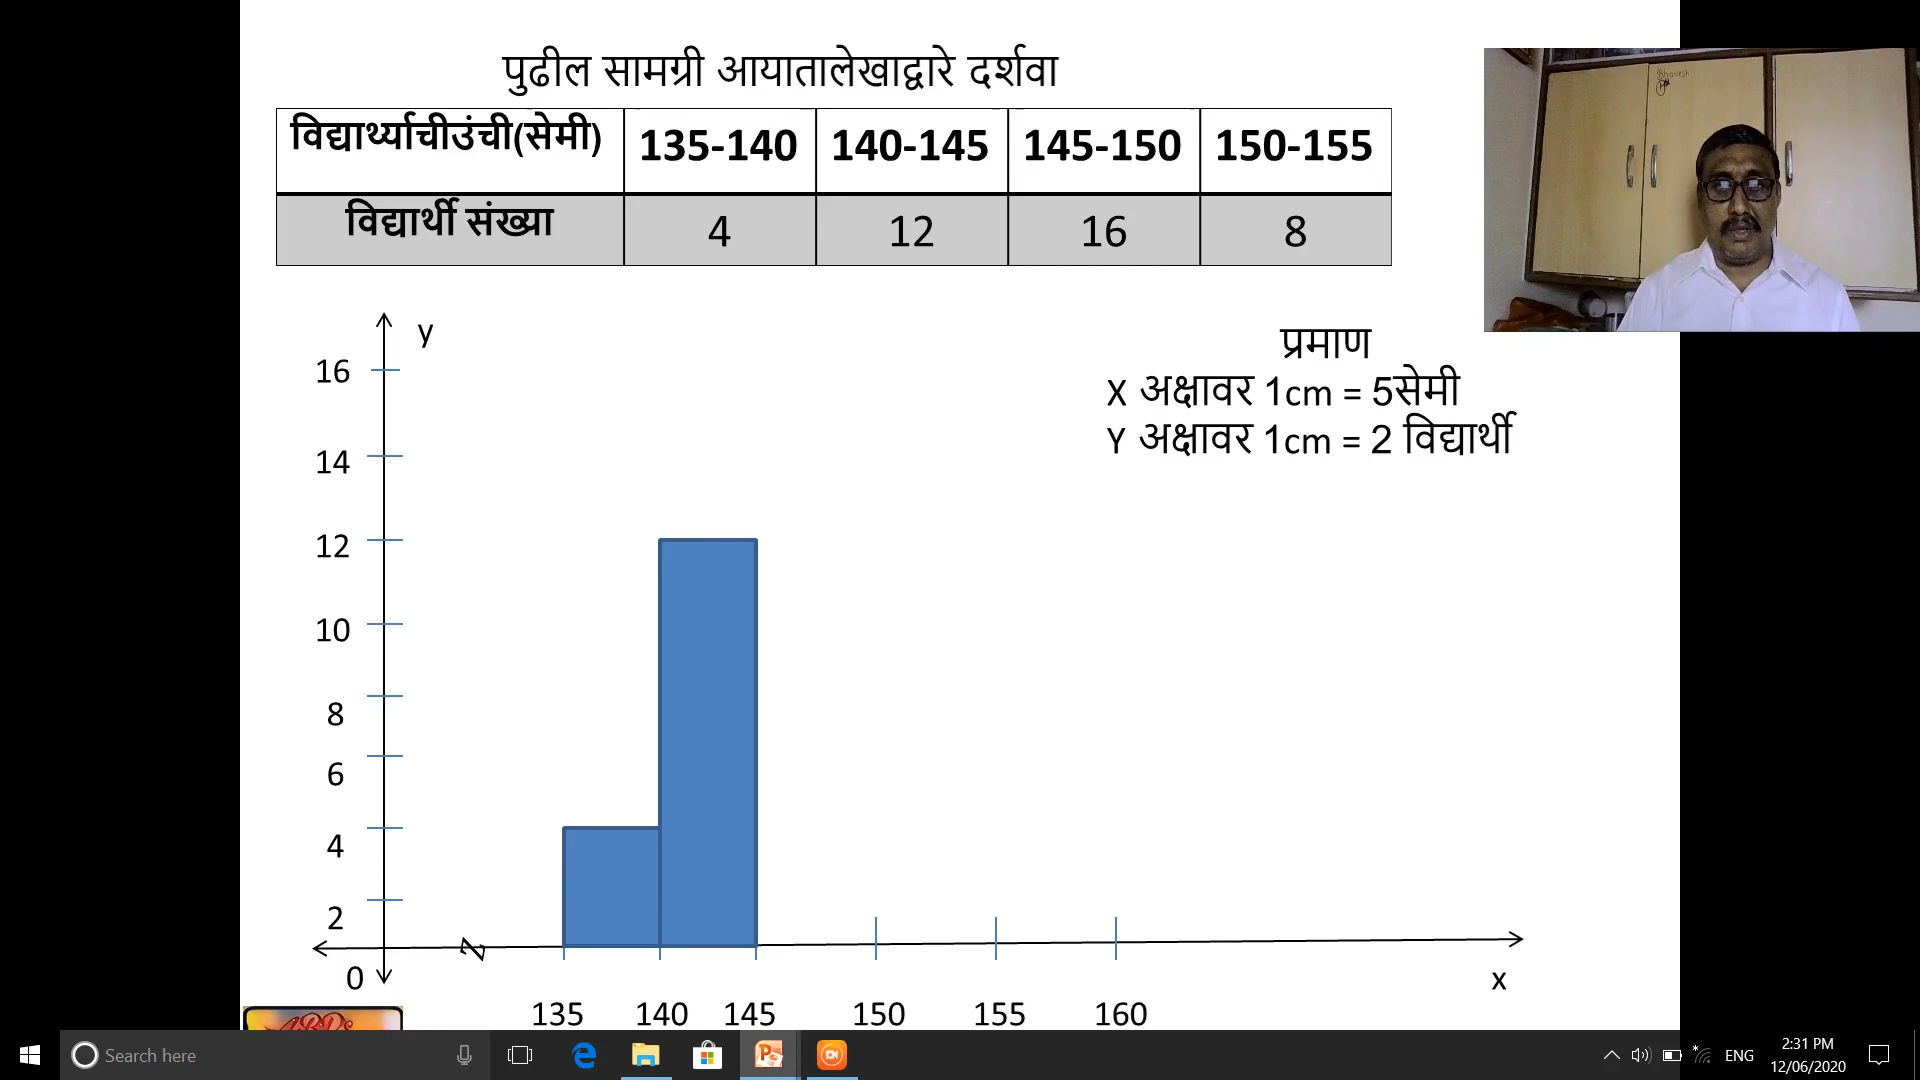 पुढील सामग्री आयातालेखाद्वारे दर्शवा
विद्यार्थ्याचीउंची(सेमी) 135-140 140-145 145-150 150-155
विद्यार्थी संख्या 4 12 16 8
Bhavesh
y
प्रमाण
X अक्षावर 1cm = 5सेमी
Y अक्षावर 1cm = 2 विद्यार्थी
16
14
12
10
8
6
4
2
0
x
135 140 145 150 155 160
ABDs
Search here
ENG
2:31 PM
12/06/2020